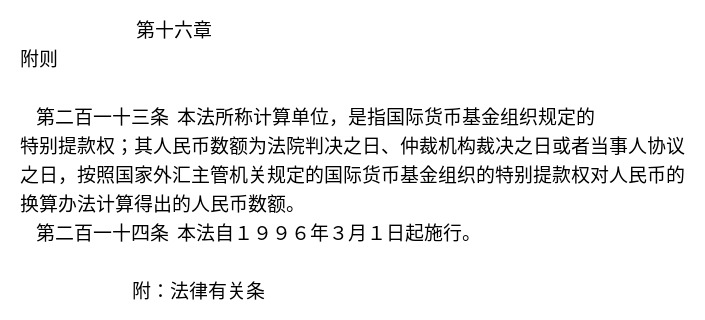 第十六章
附则
第二百一十三条 本法所称计算单位，是指国际货币基金组织规定的
特别提款权；其人民币数额为法院判决之日、仲裁机构裁决之日或者当事人协议
之日，按照国家外汇主管机关规定的国际货币基金组织的特别提款权对人民币的
换算办法计算得出的人民币数额。
第二百一十四条 本法自１９９６年３月１日起施行。
附：法律有关条